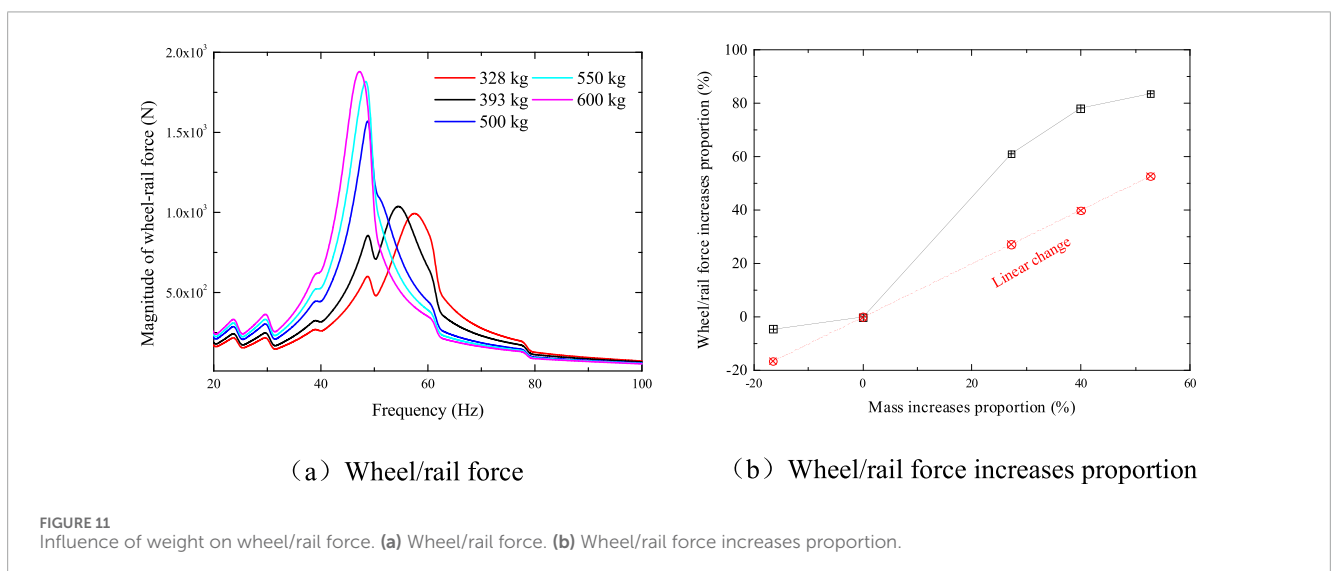 2.0x10³
1.5x10³
1.0x10³
5.0x10²
Magnitude of wheel-rail force (N)
328 kg
550 kg
393 kg
600 kg
500 kg
20
40
60
80
100
Frequency (Hz)
（a）Wheel/rail force
100
80
60
40
20
0
-20
Wheel/rail force increases proportion (%)
Linear change
-20
0
20
40
60
Mass increases proportion (%)
（b）Wheel/rail force increases proportion
FIGURE 11
Influence of weight on wheel/rail force. (a) Wheel/rail force. (b) Wheel/rail force increases proportion.